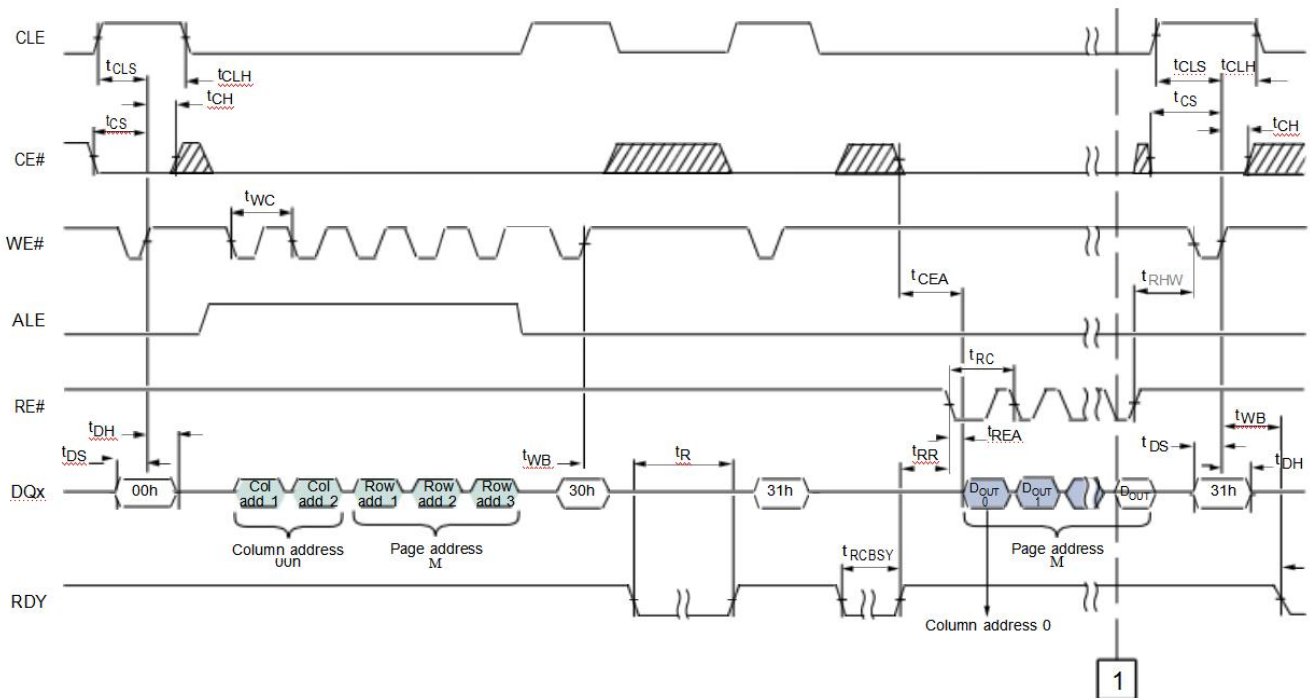 CLE
tCLS
tCLH
tCH
tCLS
tCLH
tCS
tCS
tCH
CE#
tWC
WE#
tCEA
tRHW
ALE
tRC
RE#
tDH
tWB
tDS
tWB
tR
tREA
tRR
tDS
tDH
DQx
00h
Col
add 1
Col
add 2
Row
add 1
Row
add 2
Row
add 3
30h
31h
DOUT
0
DOUT
1
DOUT
31h
Column address
00h
Page address
M
tRCBSY
Page address
M
RDY
Column address 0
1